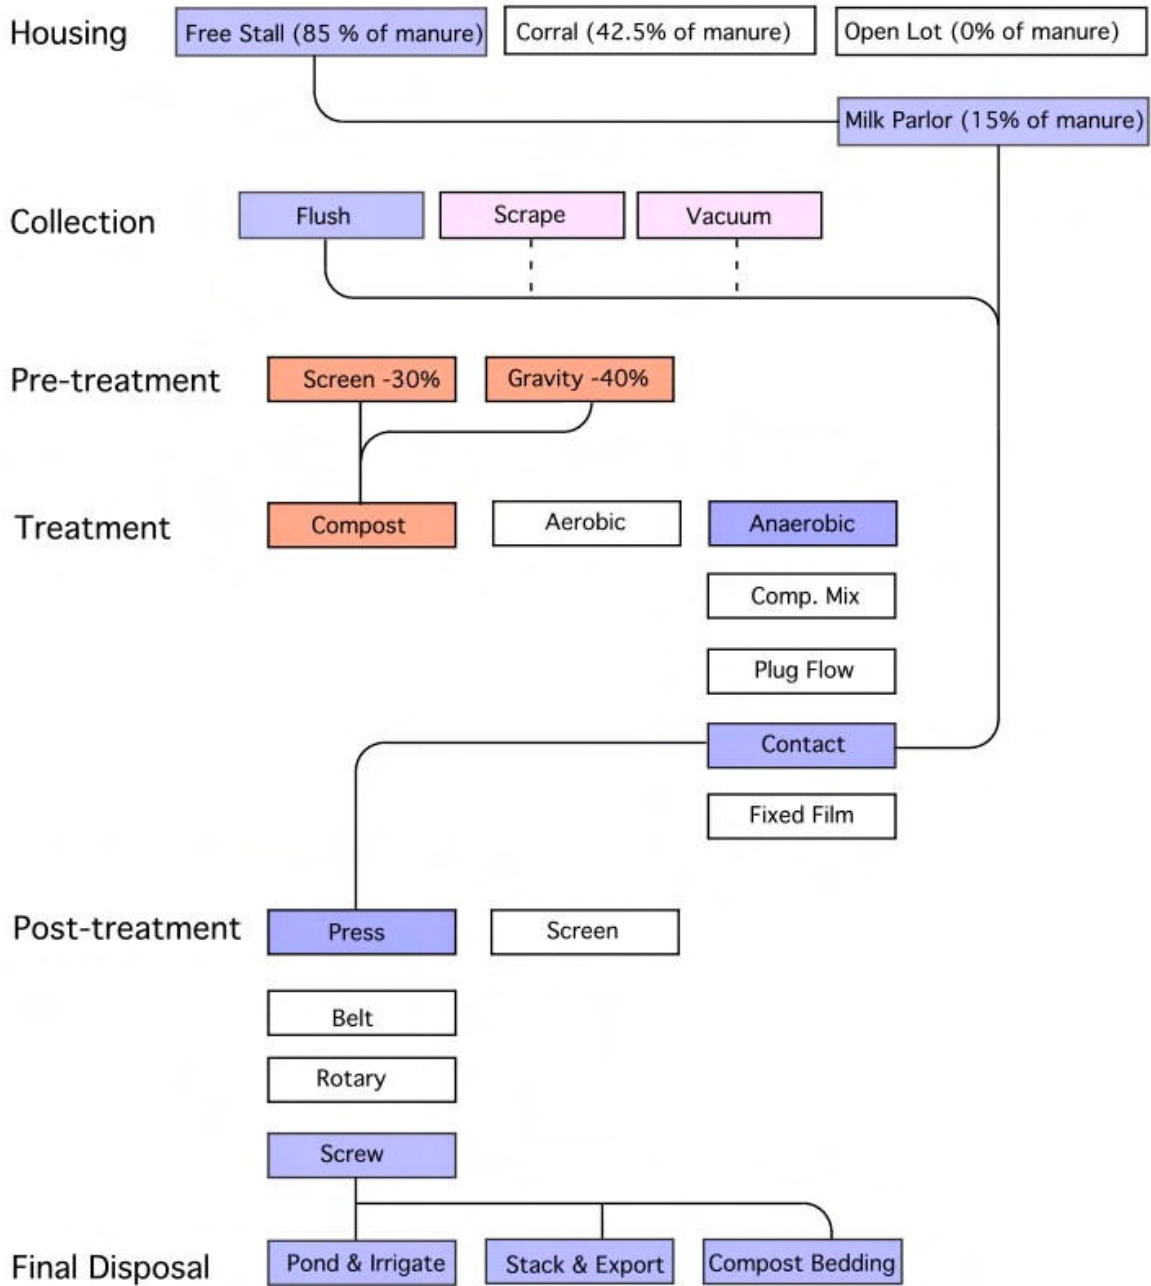 Housing
Free Stall (85 % of manure)
Corral (42.5% of manure)
Open Lot (0% of manure)
Milk Parlor (15% of manure)
Collection
Flush
Scrape
Vacuum
Pre-treatment
Screen -30%
Gravity -40%
Treatment
Compost
Aerobic
Anaerobic
Comp. Mix
Plug Flow
Contact
Fixed Film
Post-treatment
Press
Screen
Belt
Rotary
Screw
Final Disposal
Pond & Irrigate
Stack & Export
Compost Bedding